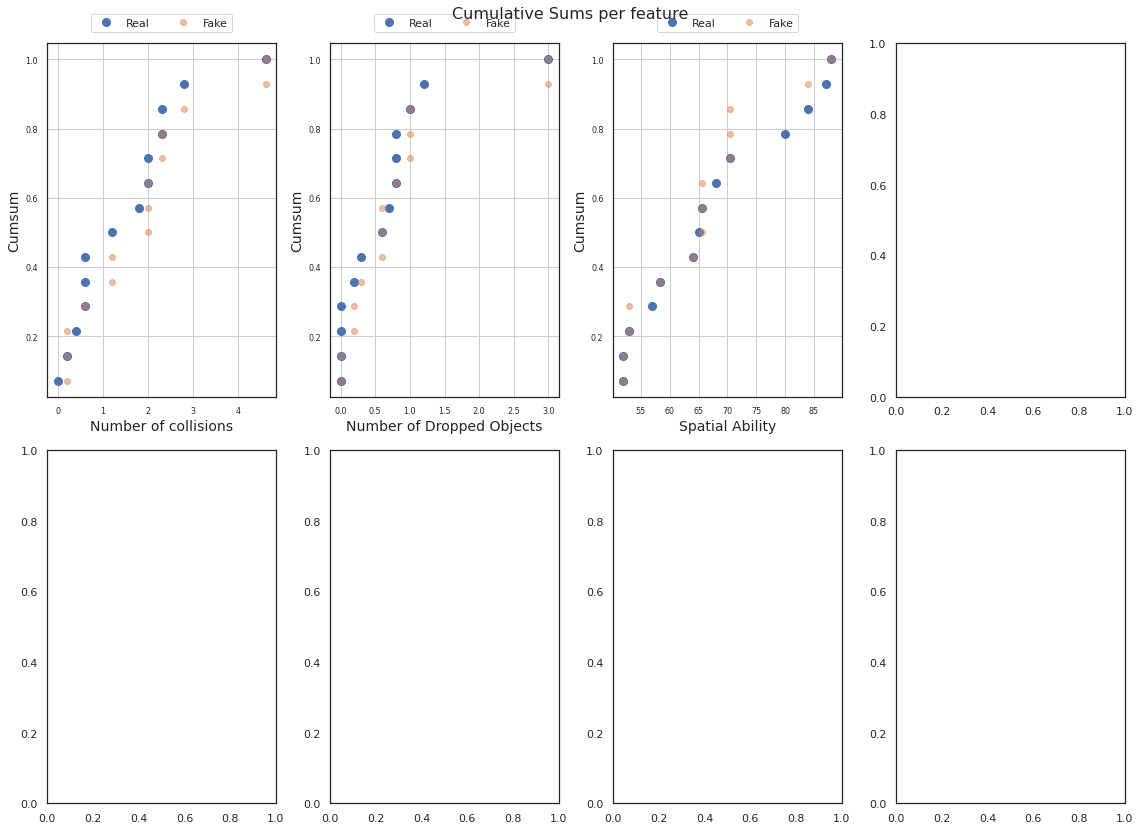 Cumulative Sums per feature
Real Fake
Real Fake
Real Fake
1.0
0.8
0.6
0.4
0.2
Cumsum
0 1 2 3 4
Number of collisions
1.0
0.8
0.6
0.4
0.2
Cumsum
0.0 0.5 1.0 1.5 2.0 2.5 3.0
Number of Dropped Objects
1.0
0.8
0.6
0.4
0.2
Cumsum
55 60 65 70 75 80 85
Spatial Ability
1.0
0.8
0.6
0.4
0.2
0.0
0.0 0.2 0.4 0.6 0.8 1.0
1.0
0.8
0.6
0.4
0.2
0.0
0.0 0.2 0.4 0.6 0.8 1.0
1.0
0.8
0.6
0.4
0.2
0.0
0.0 0.2 0.4 0.6 0.8 1.0
1.0
0.8
0.6
0.4
0.2
0.0
0.0 0.2 0.4 0.6 0.8 1.0
1.0
0.8
0.6
0.4
0.2
0.0
0.0 0.2 0.4 0.6 0.8 1.0